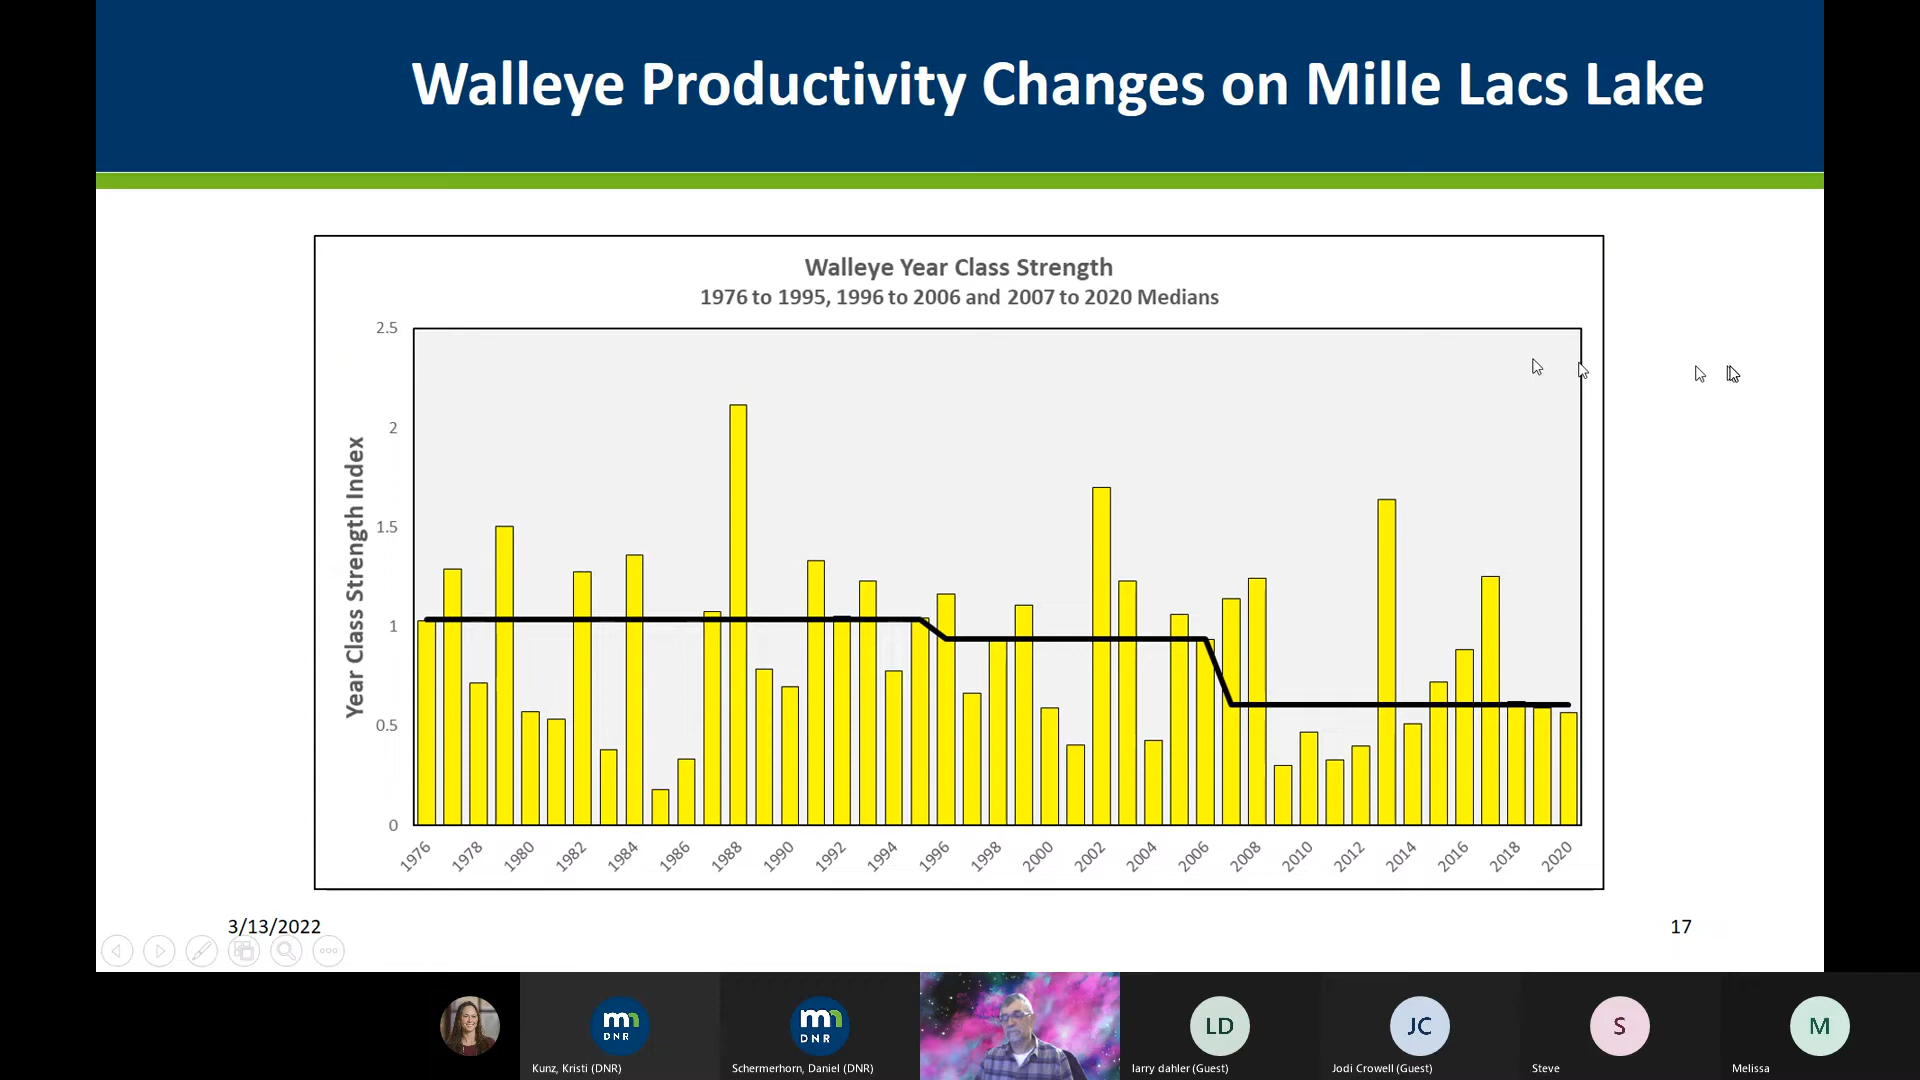 Walleye Productivity Changes on Mille Lacs Lake
Walleye Year Class Strength
1976 to 1995, 1996 to 2006 and 2007 to 2020 Medians
Year Class Strength Index
2.5
2
1.5
1
0.5
0
1976 1978 1980 1982 1984 1986 1988 1990 1992 1994 1996 1998 2000 2002 2004 2006 2008 2010 2012 2014 2016 2018 2020
3/13/2022
17
mn
DNR
Kunz, Kristi (DNR)
mn
DNR
Schermerhorn, Daniel (DNR)
LD
larry dahler (Guest)
JC
Jodi Crowell (Guest)
S
Steve
M
Melissa